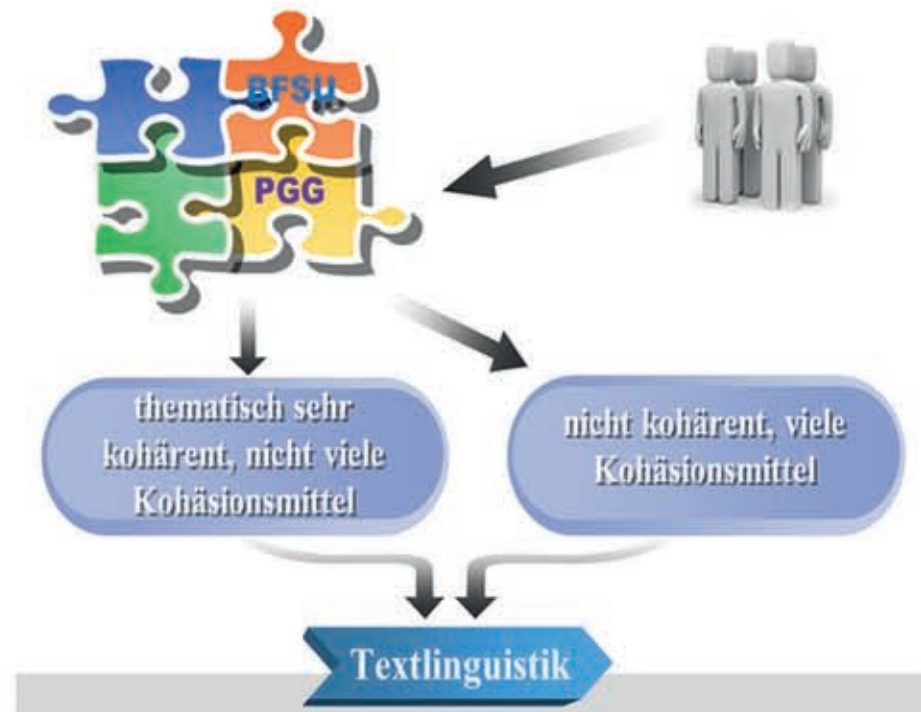 BFSU
PGG
thematisch sehr
kohärent, nicht viele
Kohäsionsmittel
nicht kohärent, viele
Kohäsionsmittel
Textlinguistik